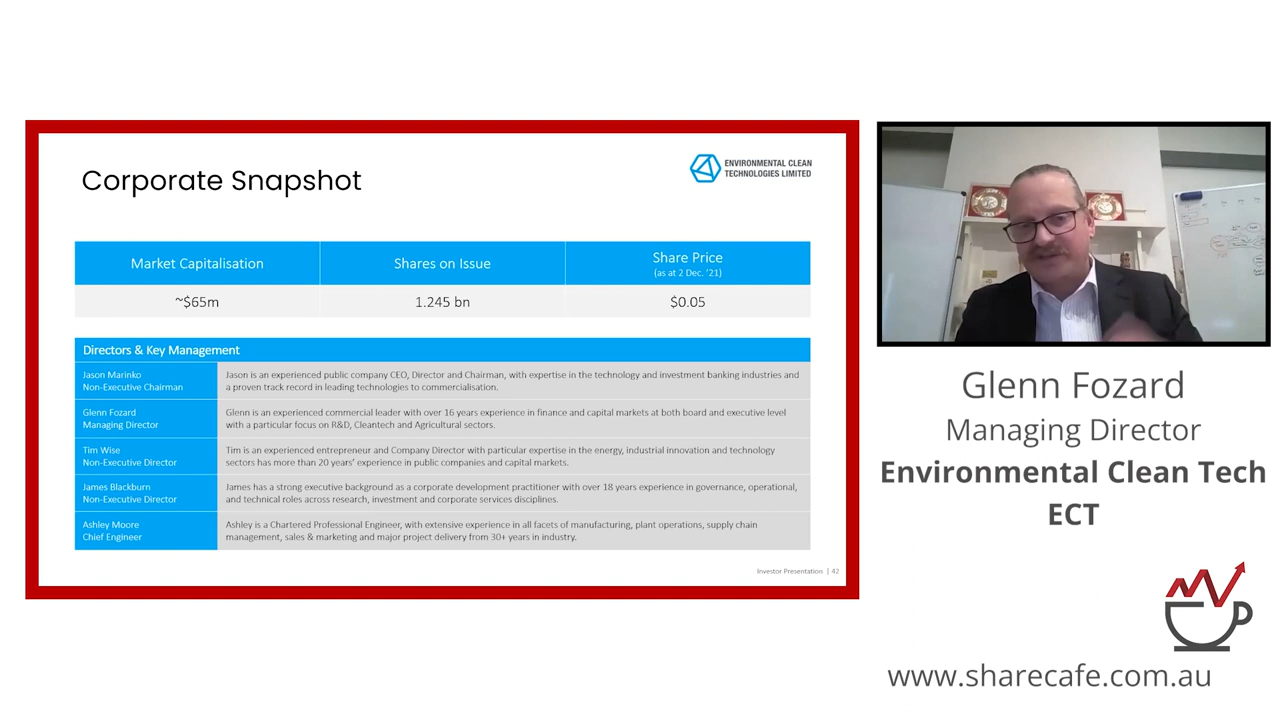 Corporate Snapshot
ENVIRONMENTAL CLEAN
TECHNOLOGIES LIMITED
Market Capitalisation
Shares on Issue
Share Price
(as at 2 Dec. '21)
~$65m
1.245 bn
$0.05
Directors & Key Management
Jason Marinko
Non-Executive Chairman
Jason is an experienced public company CEO, Director and Chairman, with expertise in the technology and investment banking industries and
a proven track record in leading technologies to commercialisation.
Glenn Fozard
Managing Director
Glenn is an experienced commercial leader with over 16 years experience in finance and capital markets at both board and executive level
with a particular focus on R&D, Cleantech and Agricultural sectors.
Tim Wise
Non-Executive Director
Tim is an experienced entrepreneur and Company Director with particular expertise in the energy, industrial innovation and technology
sectors has more than 20 years' experience in public companies and capital markets.
James Blackburn
Non-Executive Director
James has a strong executive background as a corporate development practitioner with over 18 years experience in governance, operational,
and technical roles across research, investment and corporate services disciplines.
Ashley Moore
Chief Engineer
Ashley is a Chartered Professional Engineer, with extensive experience in all facets of manufacturing, plant operations, supply chain
management, sales & marketing and major project delivery from 30+ years in industry.
Investor Presentation | 42
Glenn Fozard
Managing Director
Environmental Clean Tech
ECT
www.sharecafe.com.au